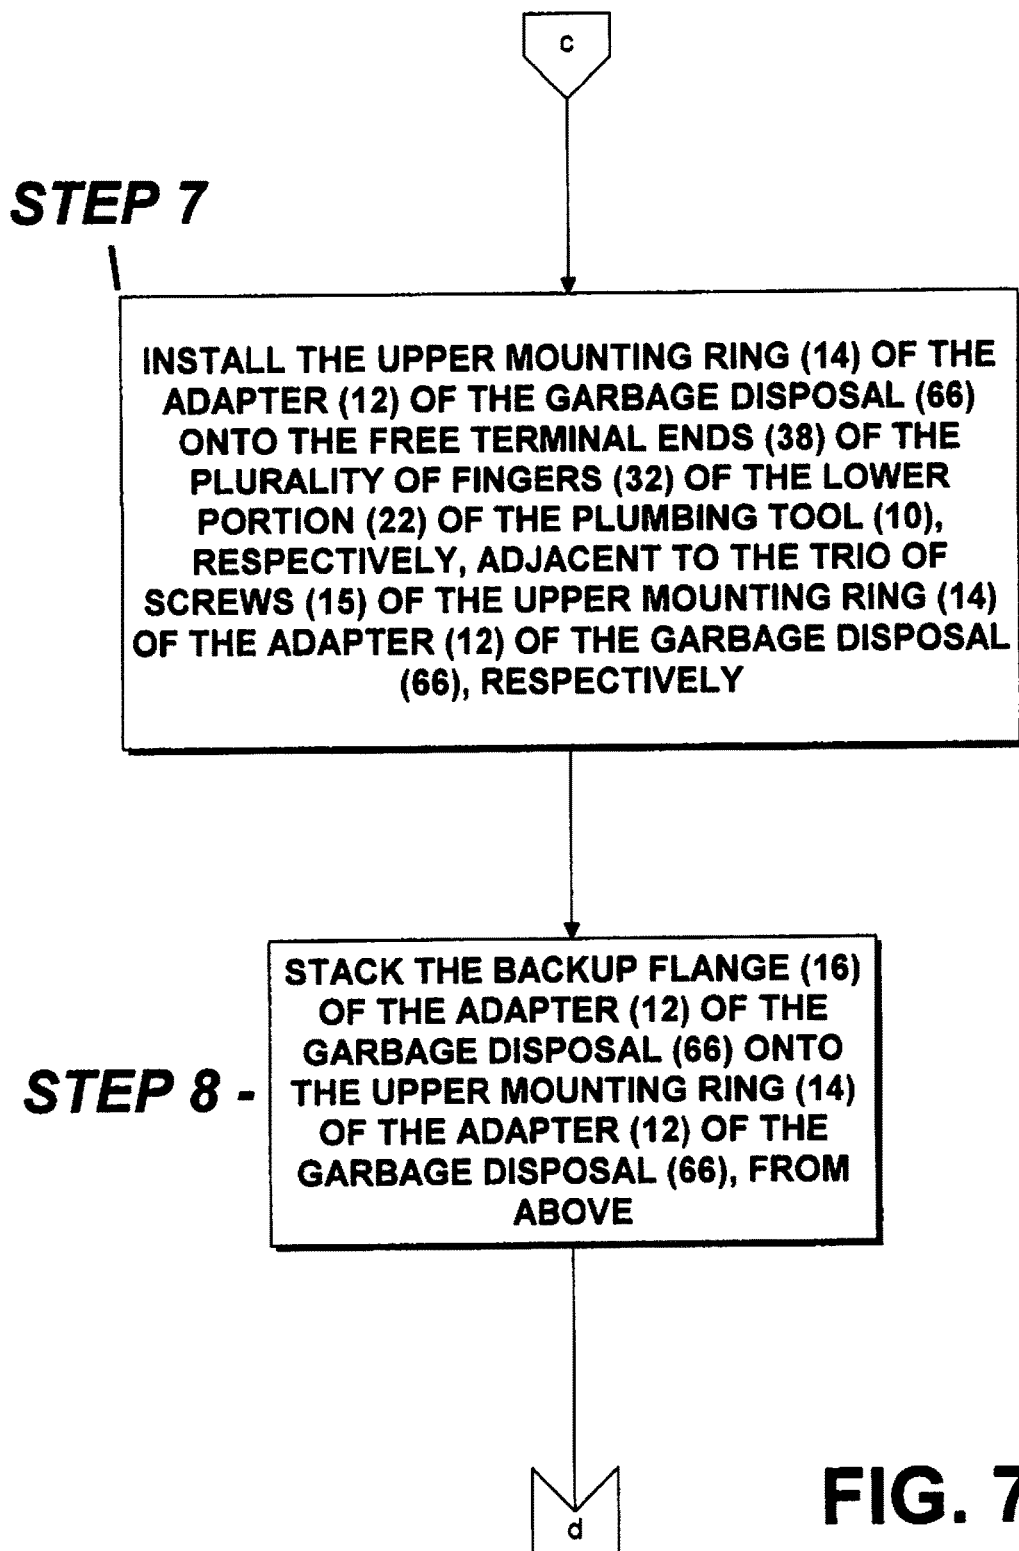 c
STEP 7
INSTALL THE UPPER MOUNTING RING (14) OF THE
ADAPTER (12) OF THE GARBAGE DISPOSAL (66)
ONTO THE FREE TERMINAL ENDS (38) OF THE
PLURALITY OF FINGERS (32) OF THE LOWER
PORTION (22) OF THE PLUMBING TOOL (10),
RESPECTIVELY, ADJACENT TO THE TRIO OF
SCREWS (15) OF THE UPPER MOUNTING RING (14)
OF THE ADAPTER (12) OF THE GARBAGE DISPOSAL
(66), RESPECTIVELY
STEP 8 -
STACK THE BACKUP FLANGE (16)
OF THE ADAPTER (12) OF THE
GARBAGE DISPOSAL (66) ONTO
THE UPPER MOUNTING RING (14)
OF THE ADAPTER (12) OF THE
GARBAGE DISPOSAL (66), FROM
ABOVE
d
FIG. 7